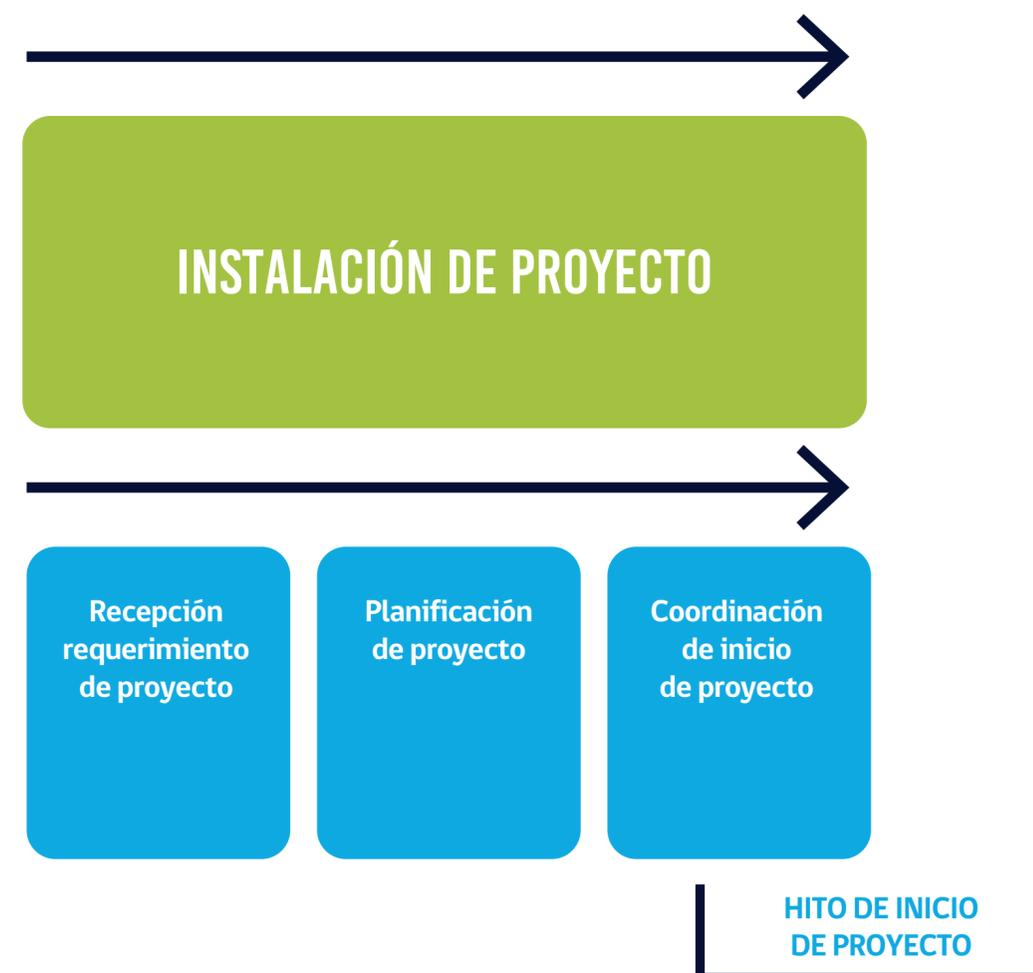 INSTALACIÓN DE PROYECTO
Recepción
requerimiento
de proyecto
Planificación
de proyecto
Coordinación
de inicio
de proyecto
HITO DE INICIO
DE PROYECTO